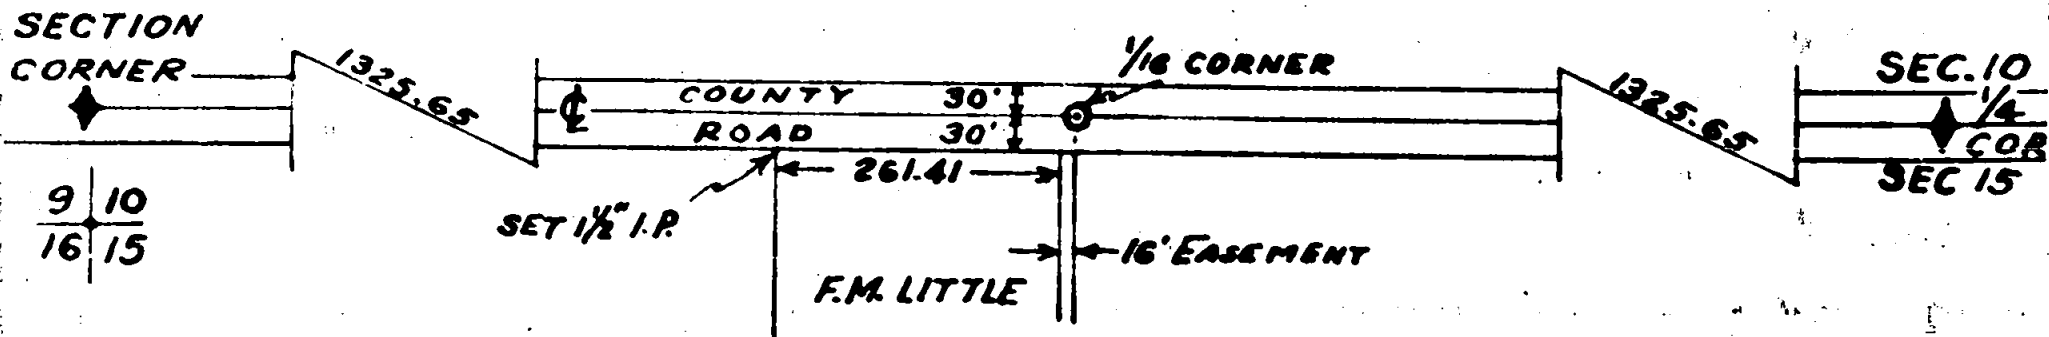 SECTION
CORNER
1325.65
℄
COUNTY
ROAD
30'
30'
1/16 CORNER
1325.65
SEC. 10
1/4
COR
SEC 15
261.41
9 10
16 15
SET 1½" I.P.
16' EASEMENT
F.M. LITTLE